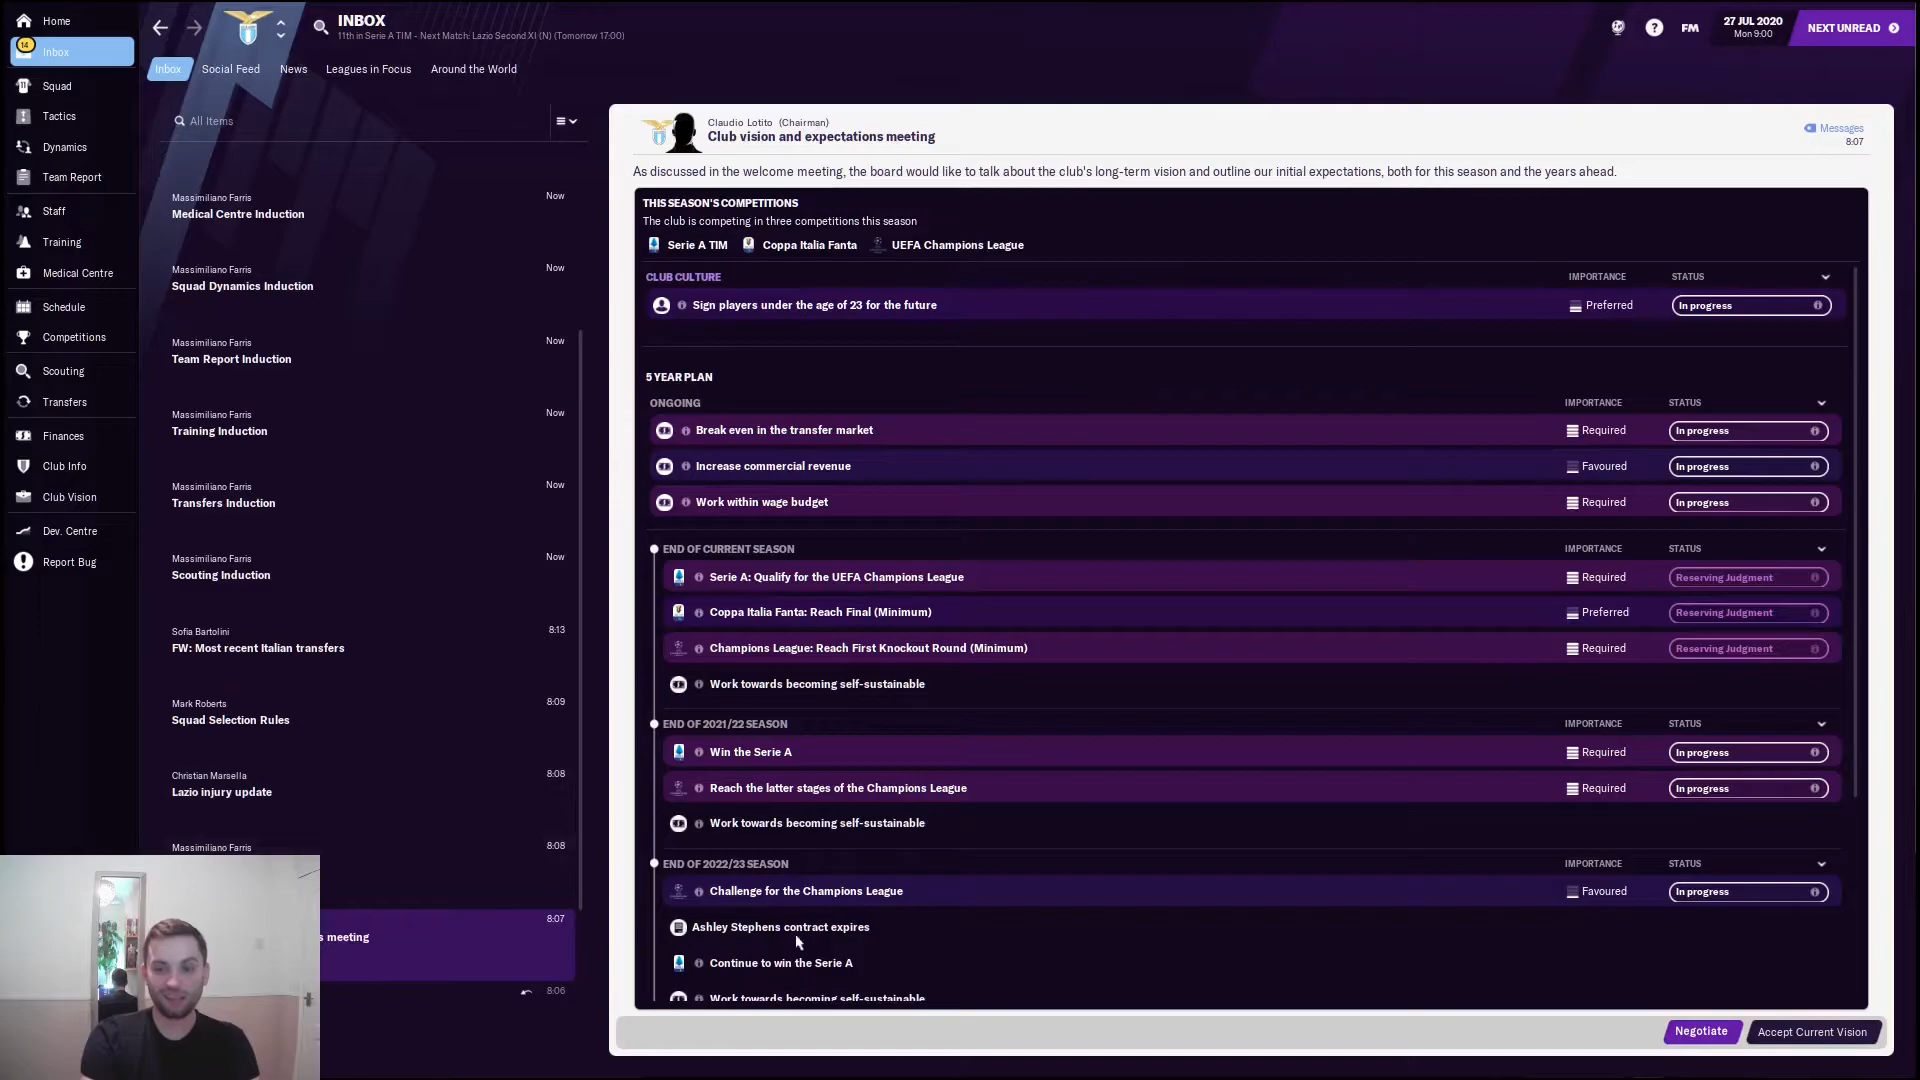 Home
14
Inbox
Squad
Tactics
Dynamics
Team Report
Staff
Training
Medical Centre
Schedule
Competitions
Scouting
Transfers
Finances
Club Info
Club Vision
Dev. Centre
Report Bug
INBOX
11th in Serie A TIM - Next Match: Lazio Second XI (N) (Tomorrow 17:00)
FM
27 JUL 2020
Mon 9:00
NEXT UNREAD
Inbox
Social Feed
News
Leagues in Focus
Around the World
All Items
Massimiliano Farris
Now
Medical Centre Induction
Massimiliano Farris
Now
Squad Dynamics Induction
Massimiliano Farris
Now
Team Report Induction
Massimiliano Farris
Now
Training Induction
Massimiliano Farris
Now
Transfers Induction
Massimiliano Farris
Now
Scouting Induction
Sofia Bartolini
8:13
FW: Most recent Italian transfers
Mark Roberts
8:09
Squad Selection Rules
Christian Marsella
8:08
Lazio injury update
Massimiliano Farris
8:08
8:07
s meeting
8:06
Claudio Lotito (Chairman)
Club vision and expectations meeting
Messages
8:07
As discussed in the welcome meeting, the board would like to talk about the club's long-term vision and outline our initial expectations, both for this season and the years ahead.
THIS SEASON'S COMPETITIONS
The club is competing in three competitions this season
Serie A TIM
Coppa Italia Fanta
UEFA Champions League
CLUB CULTURE
IMPORTANCE
STATUS
Sign players under the age of 23 for the future
Preferred
In progress
5 YEAR PLAN
ONGOING
IMPORTANCE
STATUS
Break even in the transfer market
Required
In progress
Increase commercial revenue
Favoured
In progress
Work within wage budget
Required
In progress
END OF CURRENT SEASON
IMPORTANCE
STATUS
Serie A: Qualify for the UEFA Champions League
Required
Reserving Judgment
Coppa Italia Fanta: Reach Final (Minimum)
Preferred
Reserving Judgment
Champions League: Reach First Knockout Round (Minimum)
Required
Reserving Judgment
Work towards becoming self-sustainable
END OF 2021/22 SEASON
IMPORTANCE
STATUS
Win the Serie A
Required
In progress
Reach the latter stages of the Champions League
Required
In progress
Work towards becoming self-sustainable
END OF 2022/23 SEASON
IMPORTANCE
STATUS
Challenge for the Champions League
Favoured
In progress
Ashley Stephens contract expires
Continue to win the Serie A
Work towards becoming self-sustainable
Negotiate
Accept Current Vision